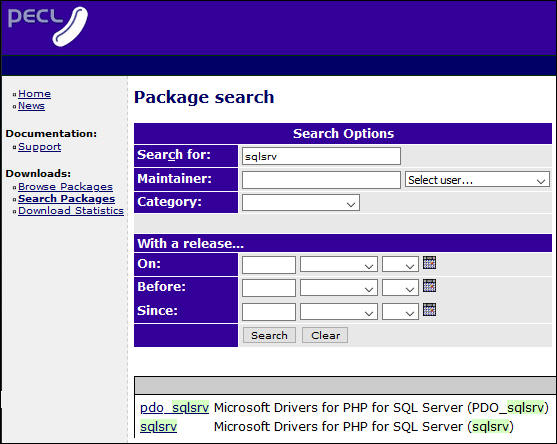 PECL
Home
News
Documentation:
Support
Downloads:
Browse Packages
Search Packages
Download Statistics
Package search
Search Options
Search for: sqlsrv
Maintainer: Select user...
Category:
With a release...
On:
Before:
Since:
Search Clear
pdo_sqlsrv Microsoft Drivers for PHP for SQL Server (PDO_sqlsrv)
sqlsrv Microsoft Drivers for PHP for SQL Server (sqlsrv)